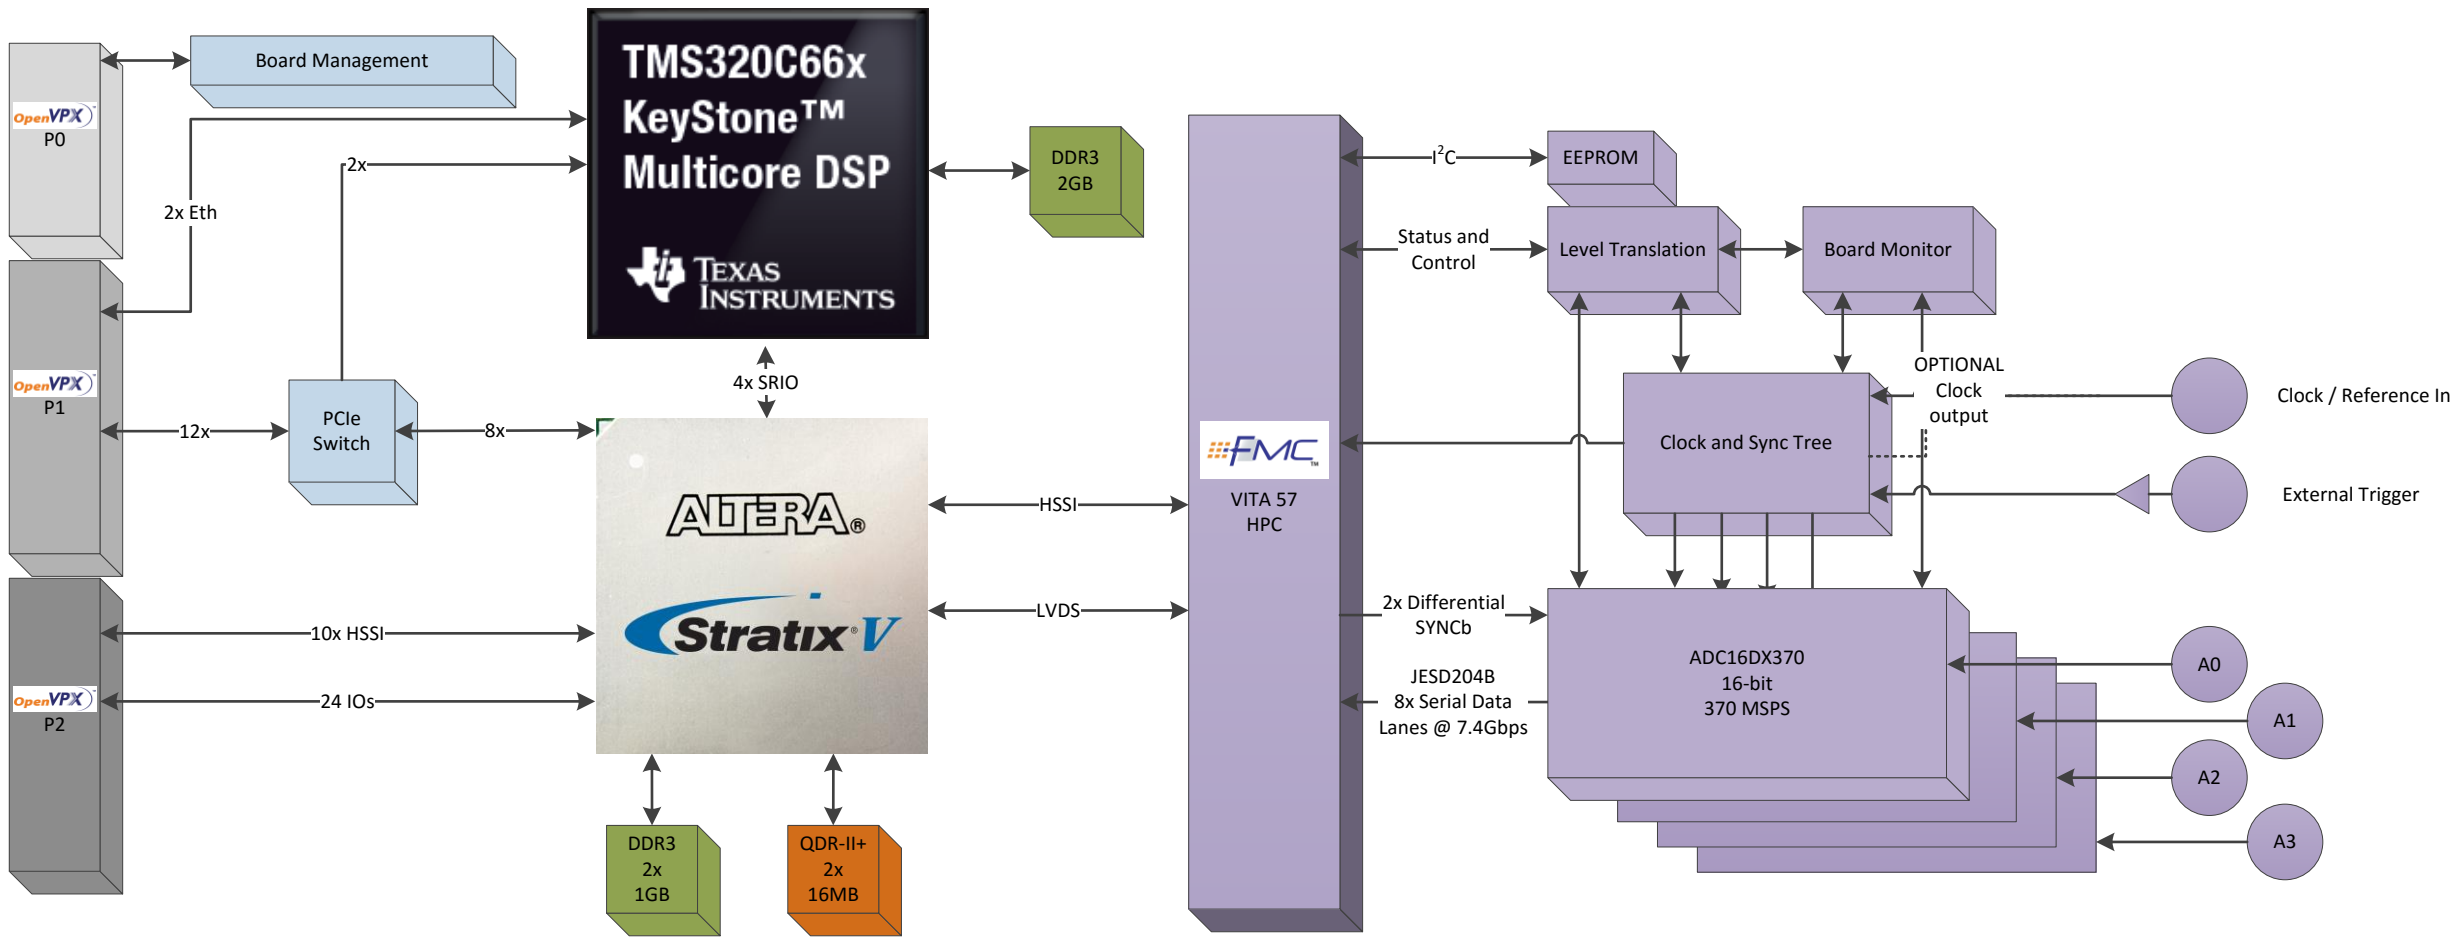 Board Management
OpenVPX™
P0
2x Eth
2x
TMS320C66x
KeyStone™
Multicore DSP
TEXAS
INSTRUMENTS
DDR3
2GB
OpenVPX™
P1
12x
PCIe
Switch
8x
4x SRIO
ALTERA®
Stratix® V
HSSI
LVDS
10x HSSI
24 IOs
OpenVPX™
P2
DDR3
2x
1GB
QDR-II+
2x
16MB
FMC™
VITA 57
HPC
I²C
EEPROM
Status and
Control
Level Translation
Board Monitor
OPTIONAL
Clock
output
Clock / Reference In
Clock and Sync Tree
External Trigger
2x Differential
SYNCb
JESD204B
8x Serial Data
Lanes @ 7.4Gbps
ADC16DX370
16-bit
370 MSPS
A0
A1
A2
A3